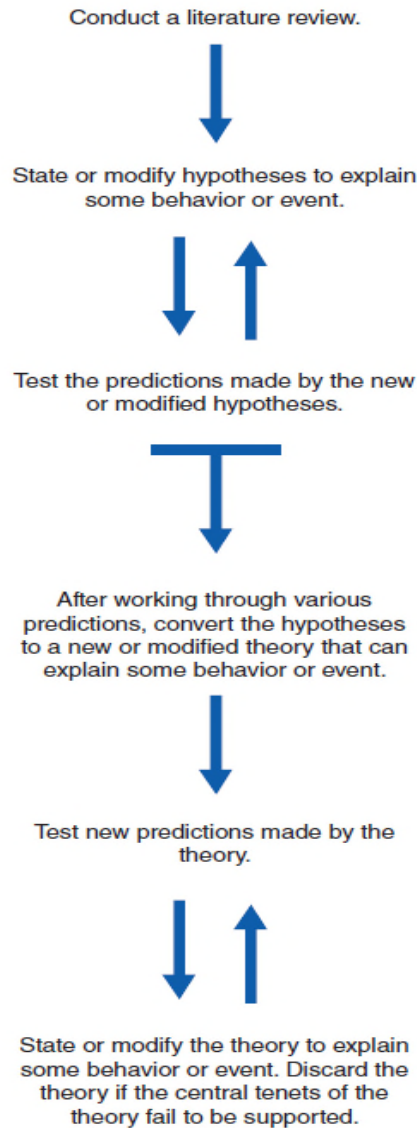 Conduct a literature review.
State or modify hypotheses to explain
some behavior or event.
Test the predictions made by the new
or modified hypotheses.
After working through various
predictions, convert the hypotheses
to a new or modified theory that can
explain some behavior or event.
Test new predictions made by the
theory.
State or modify the theory to explain
some behavior or event. Discard the
theory if the central tenets of the
theory fail to be supported.